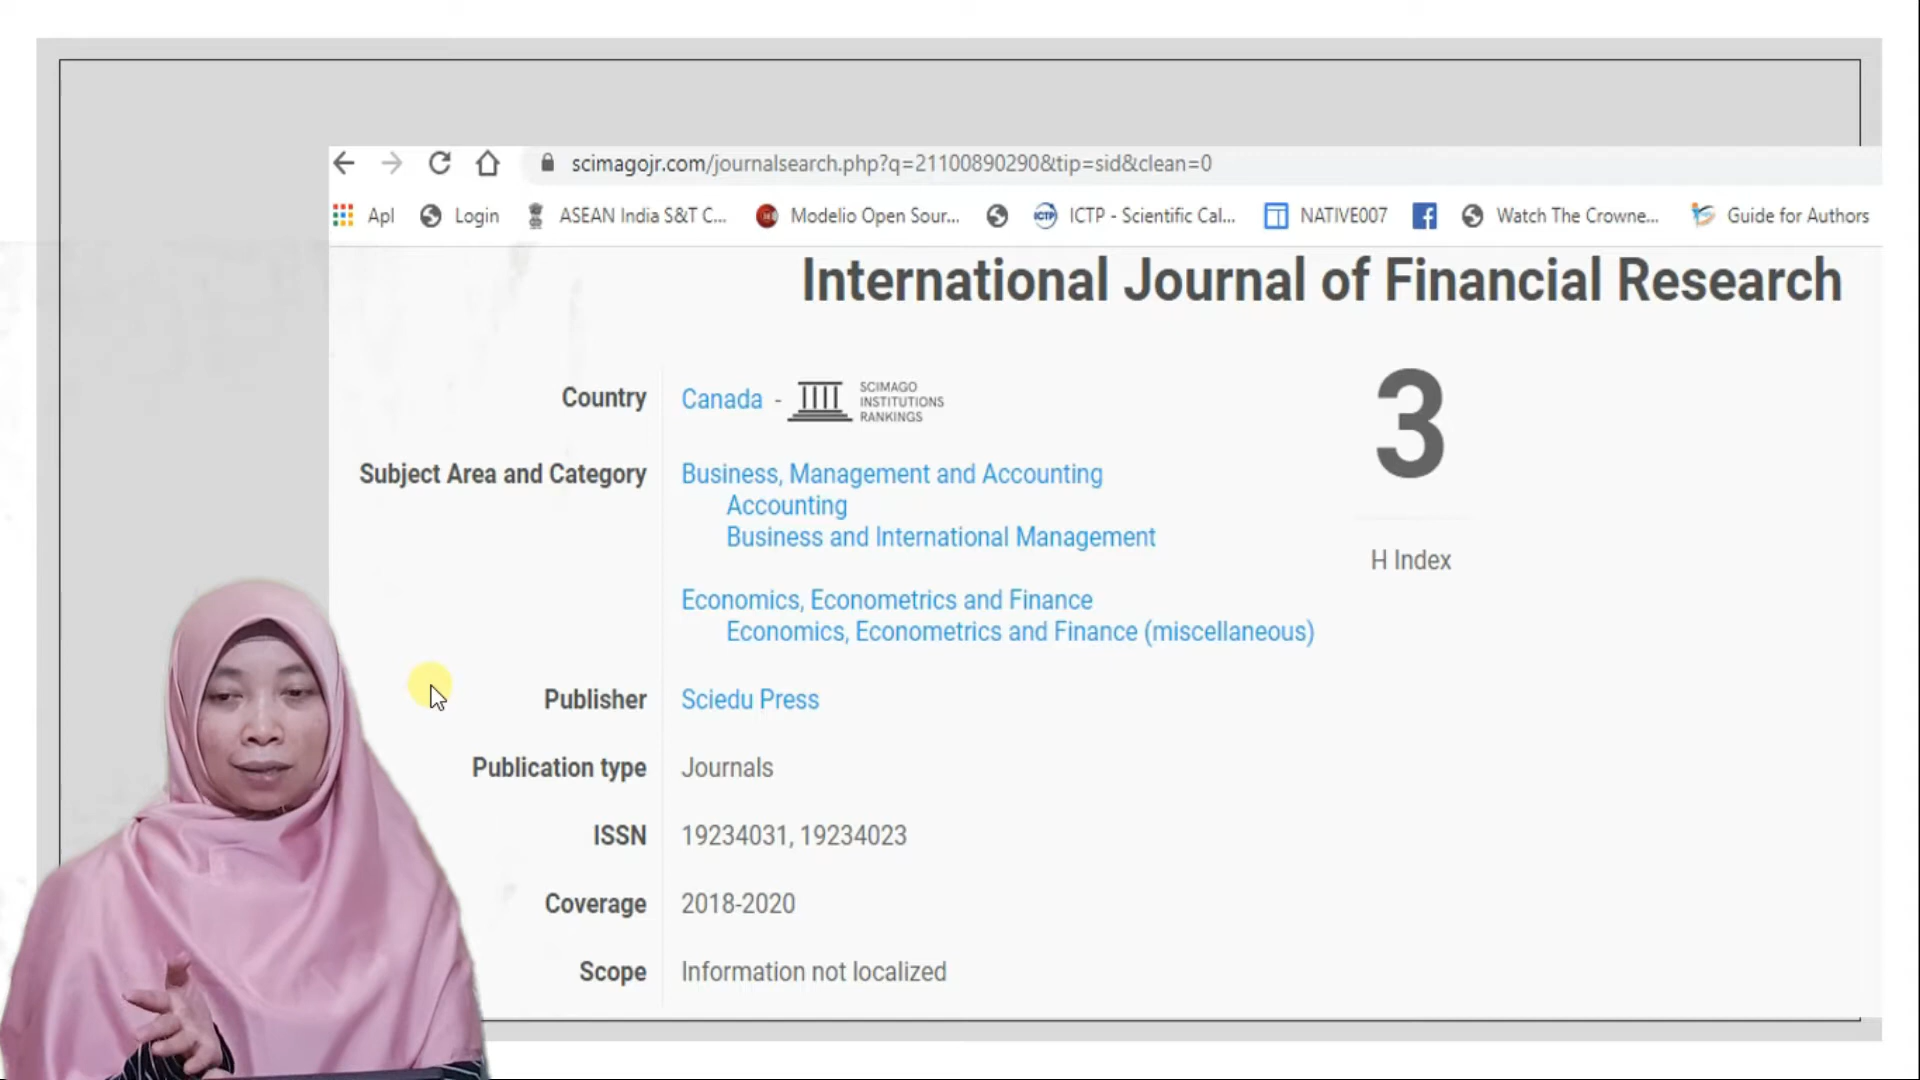 scimagojr.com/journalsearch.php?q=21100890290&tip=sid&clean=0
Apl Login ASEAN India S&T C... Modelio Open Sour... ICTP ICTP - Scientific Cal... NATIVE007 Watch The Crowne... Guide for Authors
International Journal of Financial Research
Country Canada - SCIMAGO INSTITUTIONS RANKINGS
3
H Index
Subject Area and Category Business, Management and Accounting
Accounting
Business and International Management
Economics, Econometrics and Finance
Economics, Econometrics and Finance (miscellaneous)
Publisher Sciedu Press
Publication type Journals
ISSN 19234031, 19234023
Coverage 2018-2020
Scope Information not localized